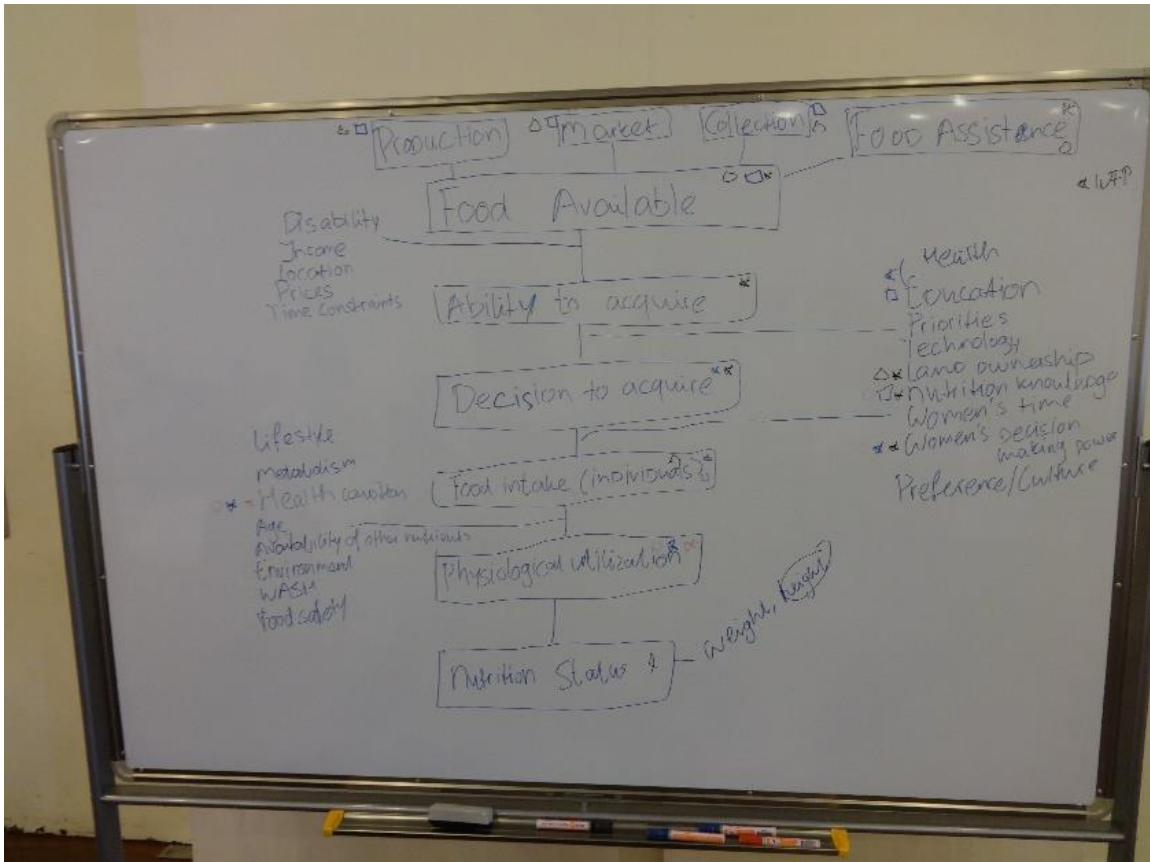 Production
Market
Collection
Food Assistance
Food Available
WFP
Disability
Income
Location
Prices
Time constraints
Ability to acquire
Health
Education
Priorities
Technology
Land ownership
Nutrition knowledge
Women's time
Women's Decision
making power
Preference/Culture
Decision to acquire
Lifestyle
Metabolism
Health condition
Age
Availability of other nutrients
Environment
WASH
Food safety
Food intake (individuals)
Physiological utilization
Nutrition Status
weight, height